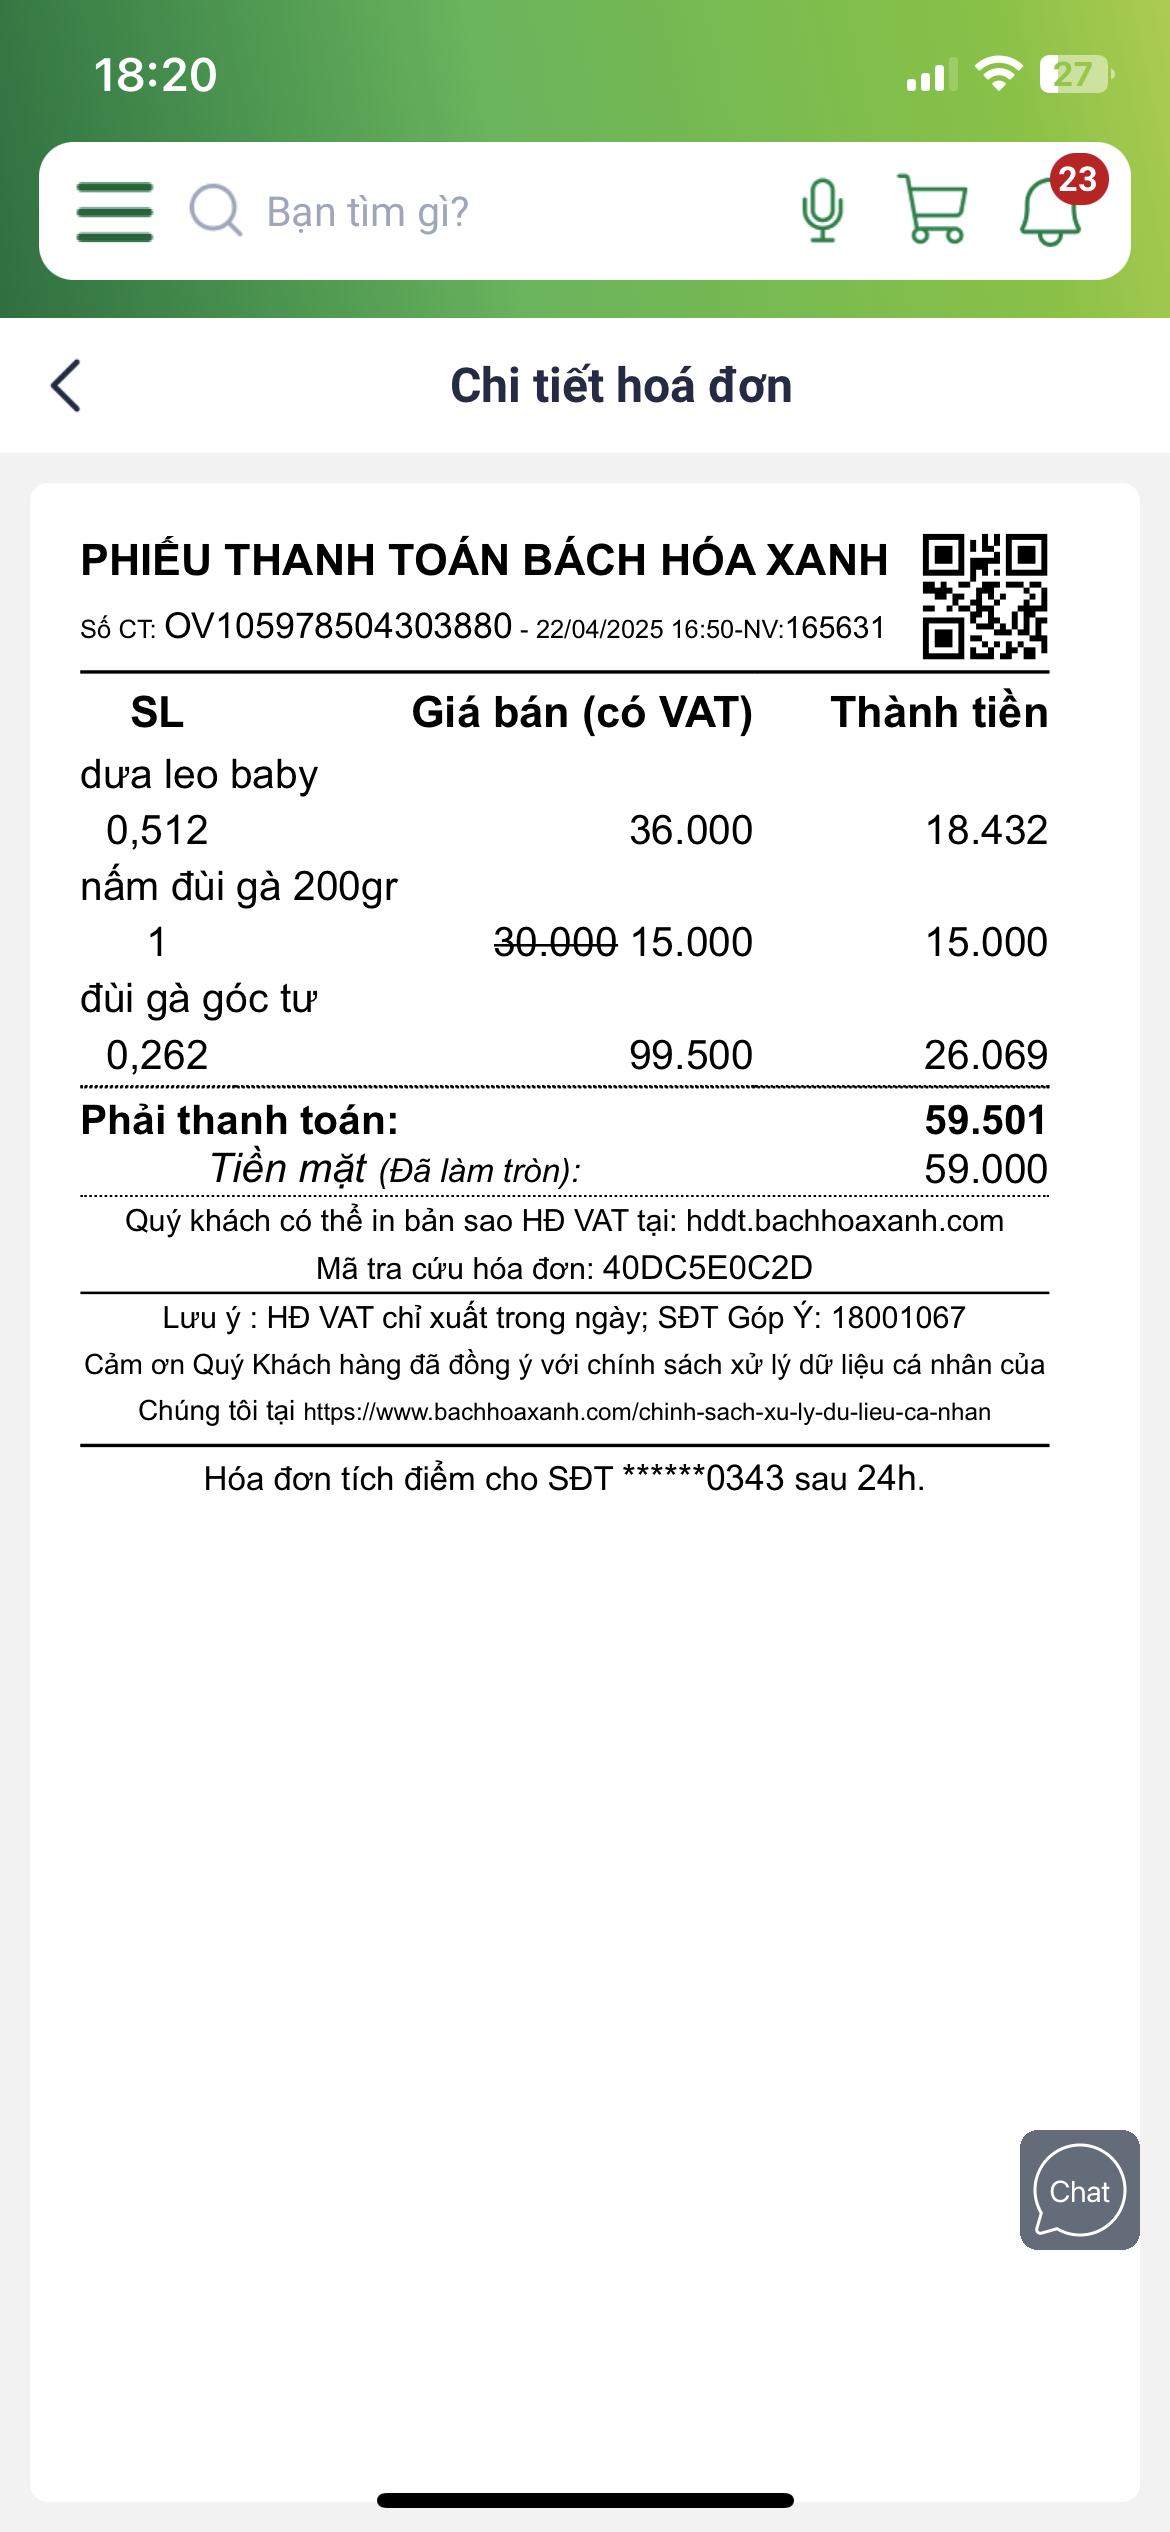 18:20
27
Bạn tìm gì?
23
Chi tiết hoá đơn
PHIẾU THANH TOÁN BÁCH HÓA XANH
Số CT: OV105978504303880 - 22/04/2025 16:50-NV:165631
SL Giá bán (có VAT) Thành tiền
dưa leo baby
0,512 36.000 18.432
nấm đùi gà 200gr
1 30.000 15.000 15.000
đùi gà góc tư
0,262 99.500 26.069
Phải thanh toán: 59.501
Tiền mặt (Đã làm tròn): 59.000
Quý khách có thể in bản sao HĐ VAT tại: hddt.bachhoaxanh.com
Mã tra cứu hóa đơn: 40DC5E0C2D
Lưu ý : HĐ VAT chỉ xuất trong ngày; SĐT Góp Ý: 18001067
Cảm ơn Quý Khách hàng đã đồng ý với chính sách xử lý dữ liệu cá nhân của
Chúng tôi tại https://www.bachhoaxanh.com/chinh-sach-xu-ly-du-lieu-ca-nhan
Hóa đơn tích điểm cho SĐT ******0343 sau 24h.
Chat